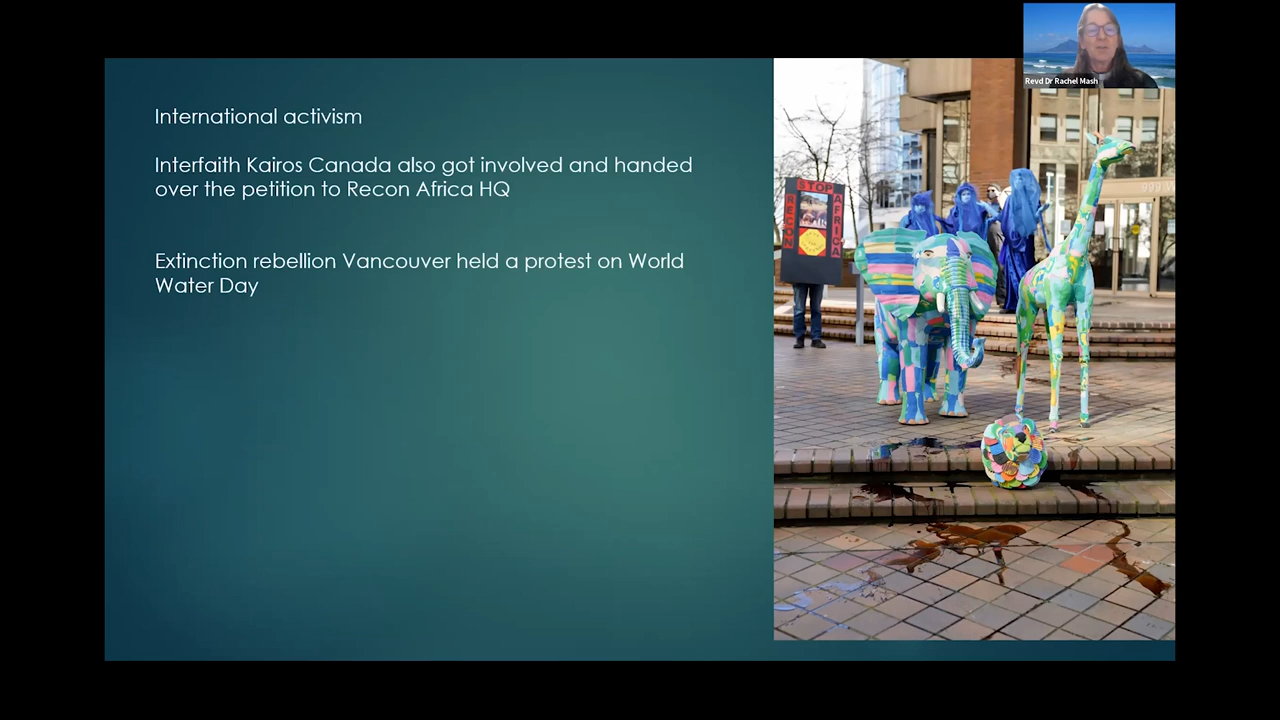 Revd Dr Rachel Mash
International activism
Interfaith Kairos Canada also got involved and handed
over the petition to Recon Africa HQ
Extinction rebellion Vancouver held a protest on World
Water Day
STOP
RECON
AFRICA
999 W